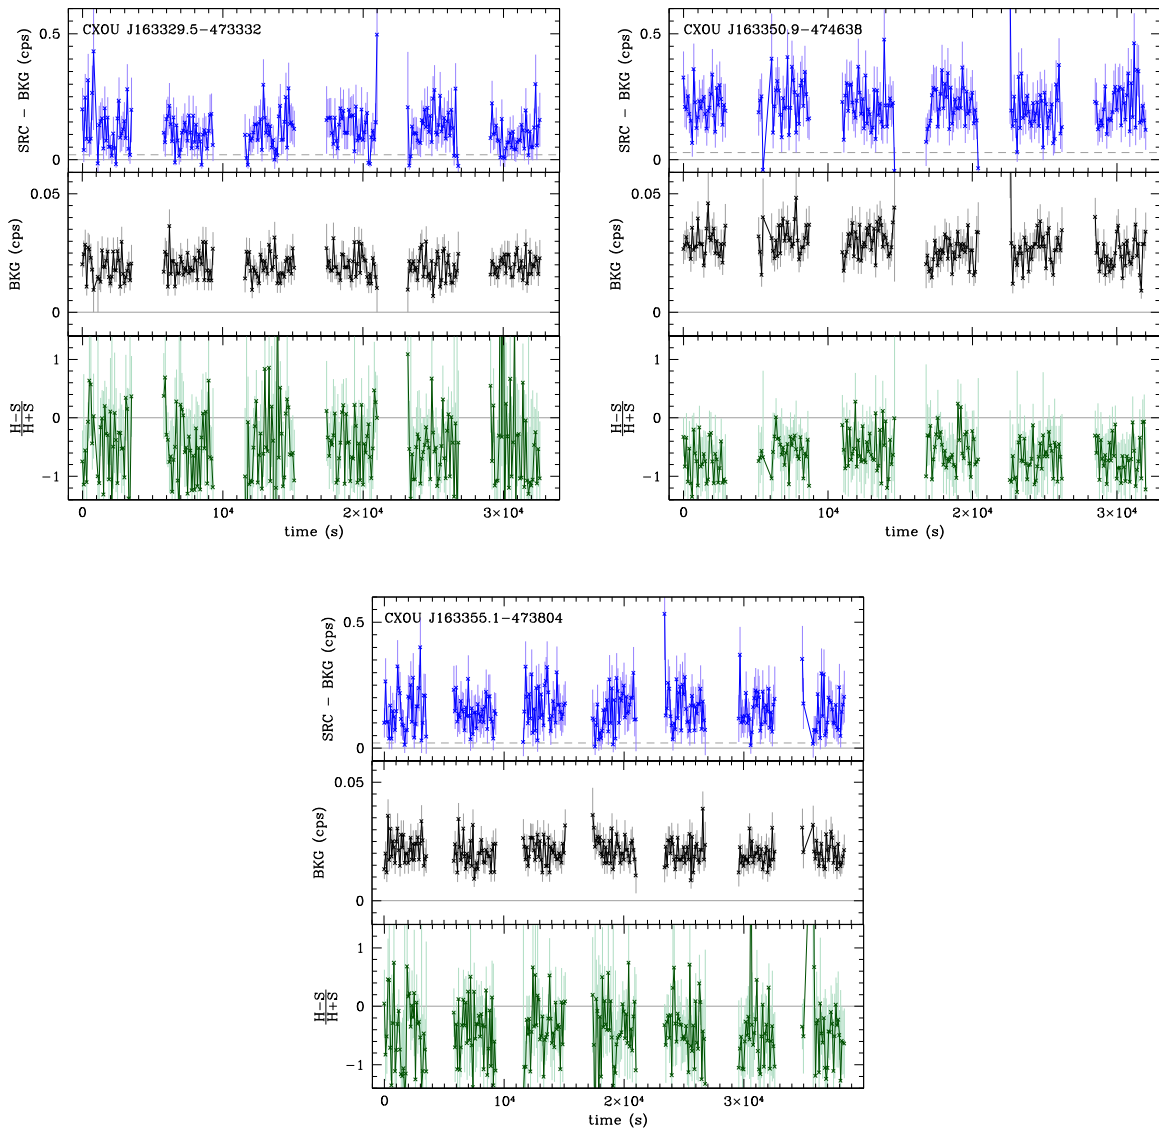 CXOU J163329.5−473332
SRC − BKG (cps)
0.5
0
BKG (cps)
0.05
0
H−S
H+S
1
0
−1
0 10⁴ 2×10⁴ 3×10⁴
time (s)
CXOU J163350.9−474638
SRC − BKG (cps)
0.5
0
BKG (cps)
0.05
0
H−S
H+S
1
0
−1
0 10⁴ 2×10⁴ 3×10⁴
time (s)
CXOU J163355.1−473804
SRC − BKG (cps)
0.5
0
BKG (cps)
0.05
0
H−S
H+S
1
0
−1
0 10⁴ 2×10⁴ 3×10⁴
time (s)